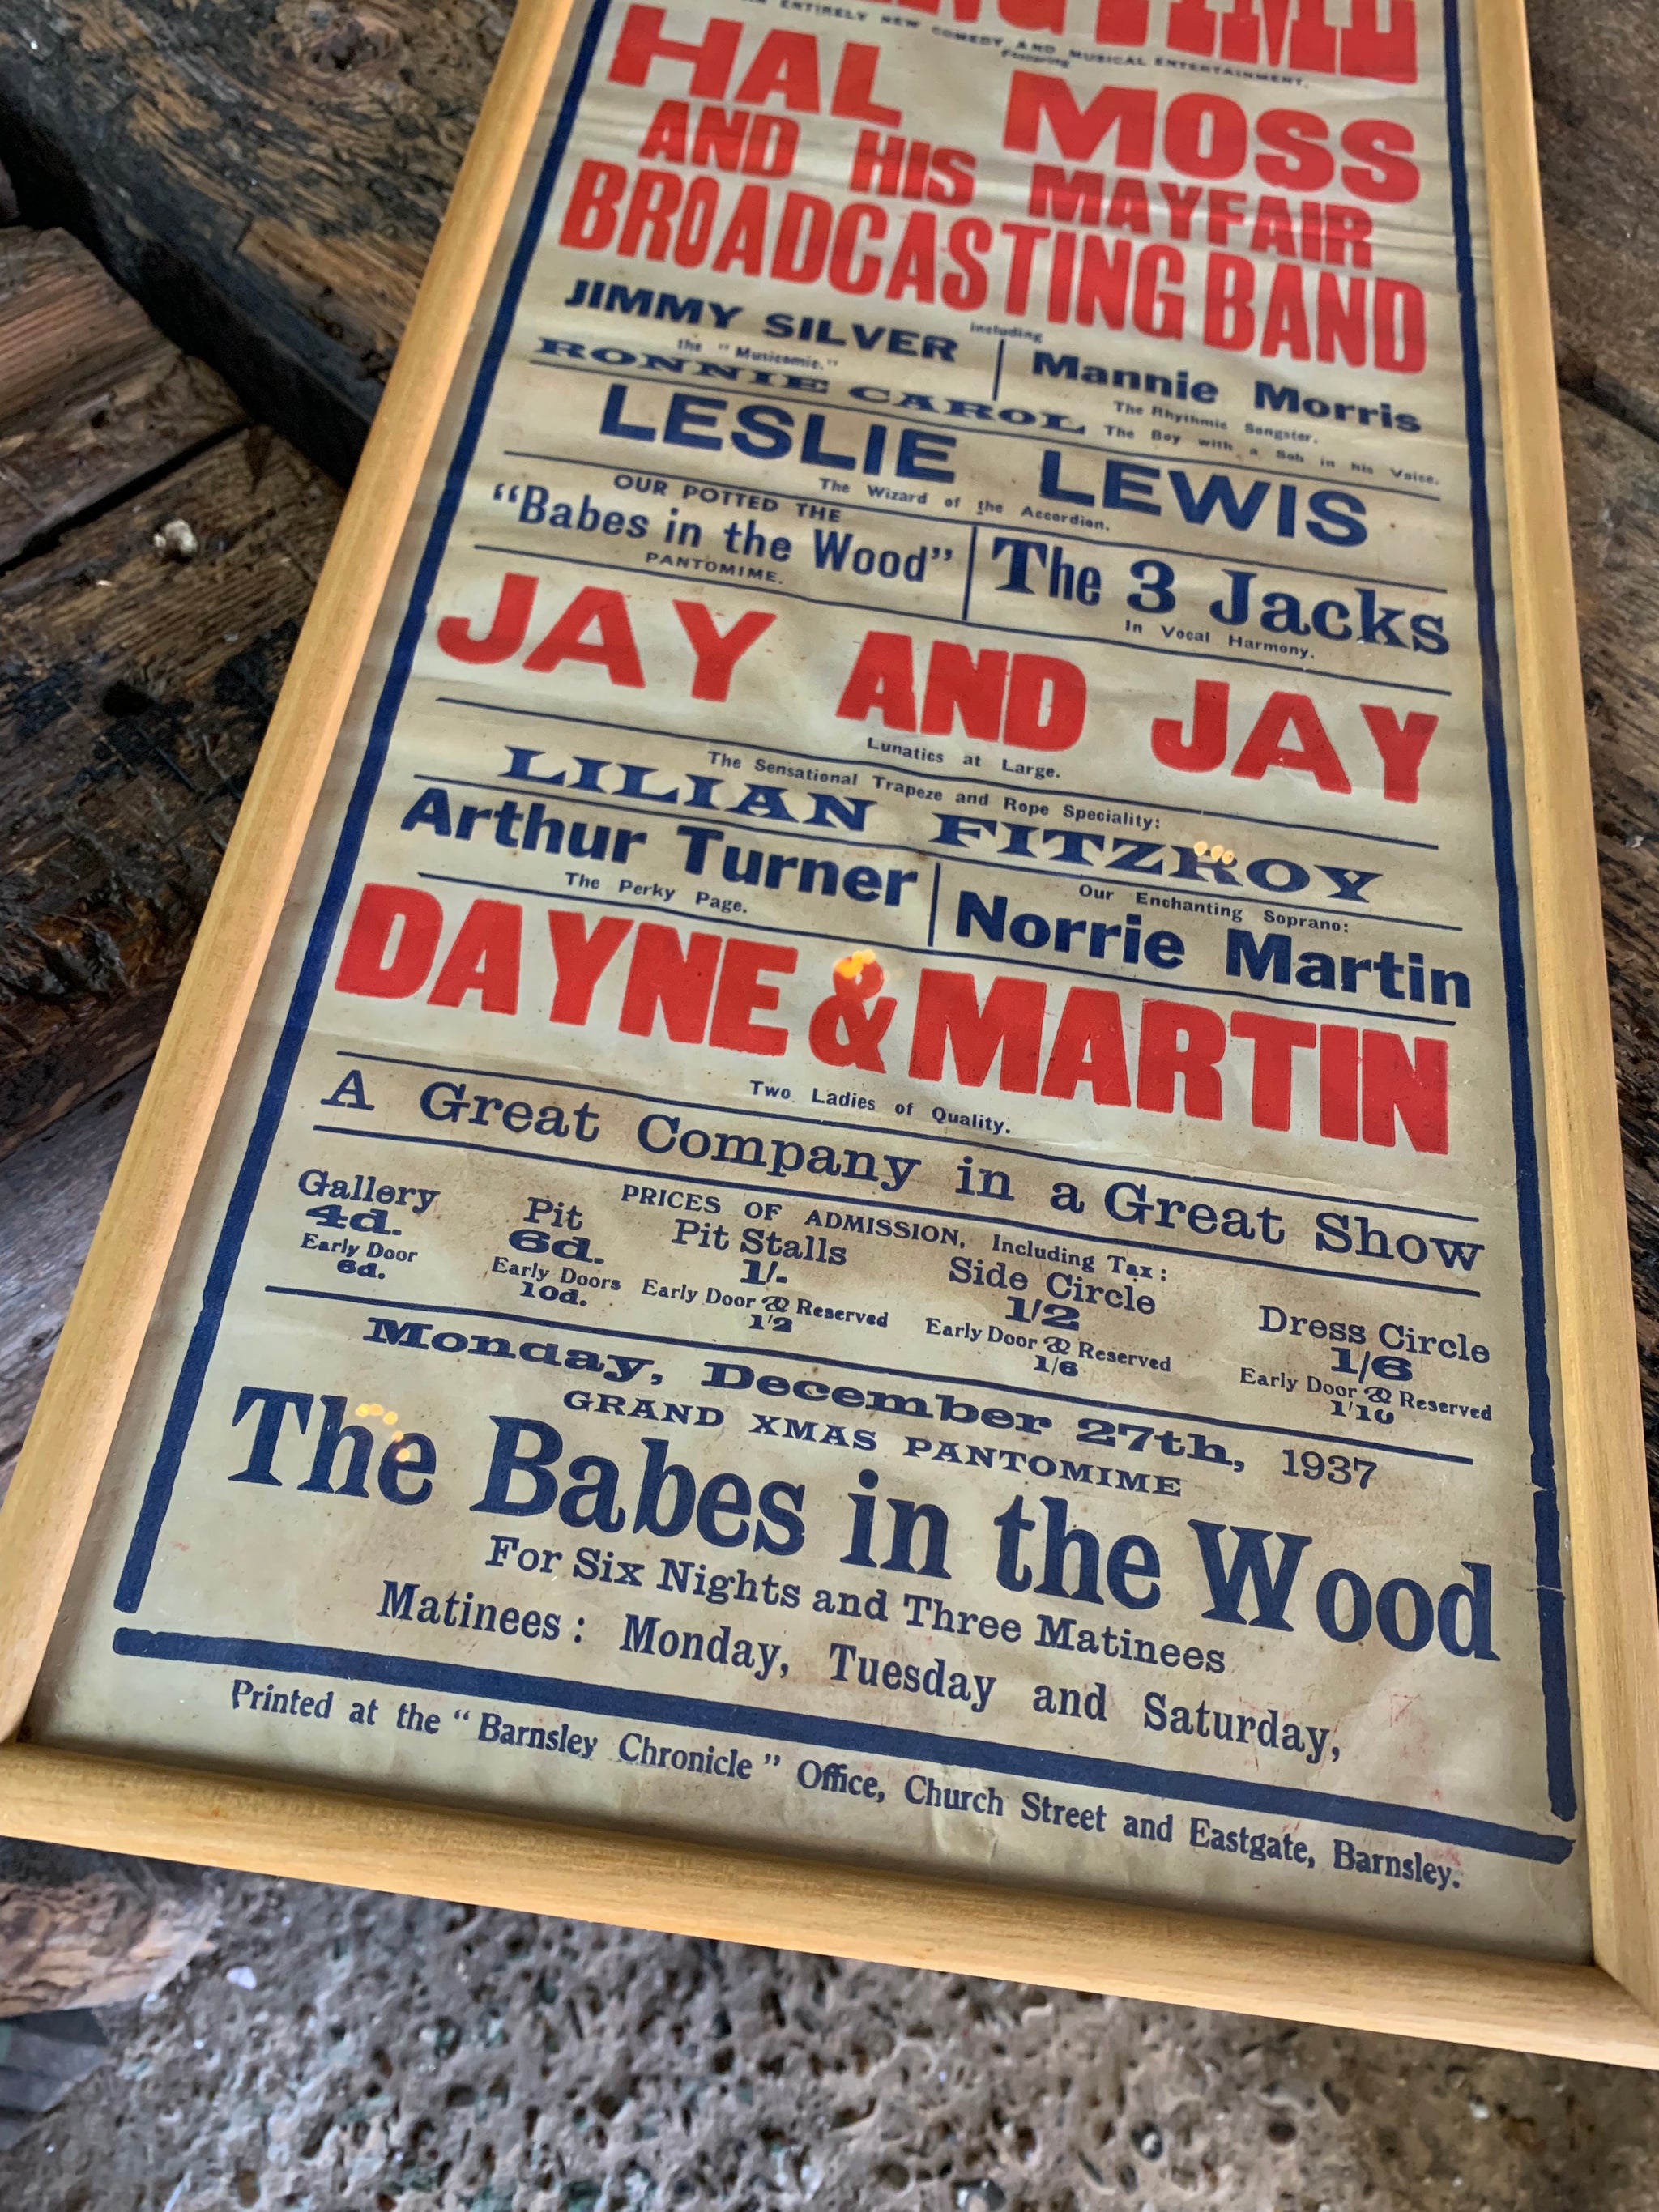 ENTIRELY NEW COMEDY AND MUSICAL ENTERTAINMENT.
Featuring
HAL MOSS
AND HIS MAYFAIR
BROADCASTING BAND
including
JIMMY SILVER
the "Musicomic."
Mannie Morris
The Rhythmic Songster.
RONNIE CAROL The Boy with a Sob in his Voice.
LESLIE LEWIS
The Wizard of the Accordion.
OUR POTTED THE
"Babes in the Wood"
PANTOMIME.
The 3 Jacks
In Vocal Harmony.
JAY AND JAY
Lunatics at Large.
The Sensational Trapeze and Rope Speciality:
LILIAN FITZROY
Arthur Turner
The Perky Page.
Our Enchanting Soprano:
Norrie Martin
DAYNE & MARTIN
Two Ladies of Quality.
A Great Company in a Great Show
PRICES OF ADMISSION, Including Tax:
Gallery
4d.
Early Door
6d.
Pit
6d.
Early Doors
10d.
Pit Stalls
1/-
Early Door & Reserved
1'2
Side Circle
1/2
Early Door & Reserved
1/6
Dress Circle
1/6
Early Door & Reserved
1'10
Monday, December 27th, 1937
GRAND XMAS PANTOMIME
The Babes in the Wood
For Six Nights and Three Matinees
Matinees: Monday, Tuesday and Saturday,
Printed at the "Barnsley Chronicle" Office, Church Street and Eastgate, Barnsley.